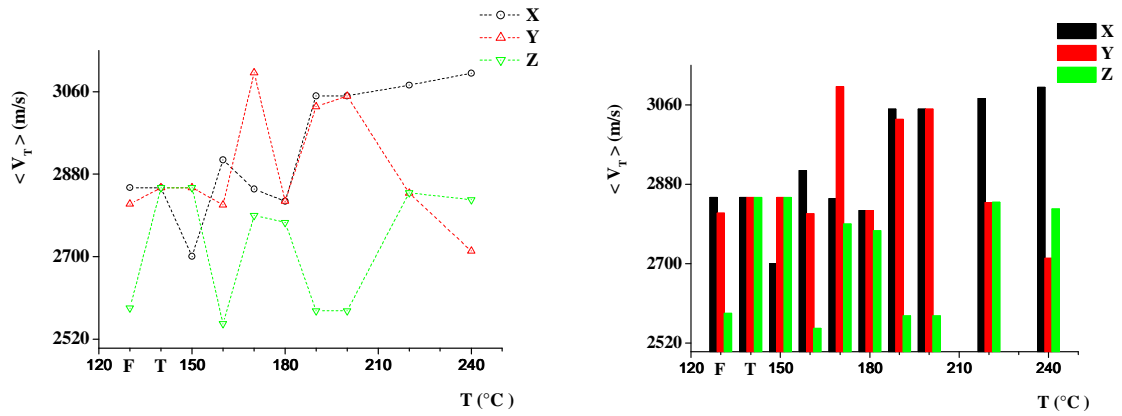 X
Y
Z
3060
2880
2700
2520
< V_T > (m/s)
120 F T 150 180 210 240
T (°C )
X
Y
Z
3060
2880
2700
2520
< V_T > (m/s)
120 F T 150 180 210 240
T (°C )